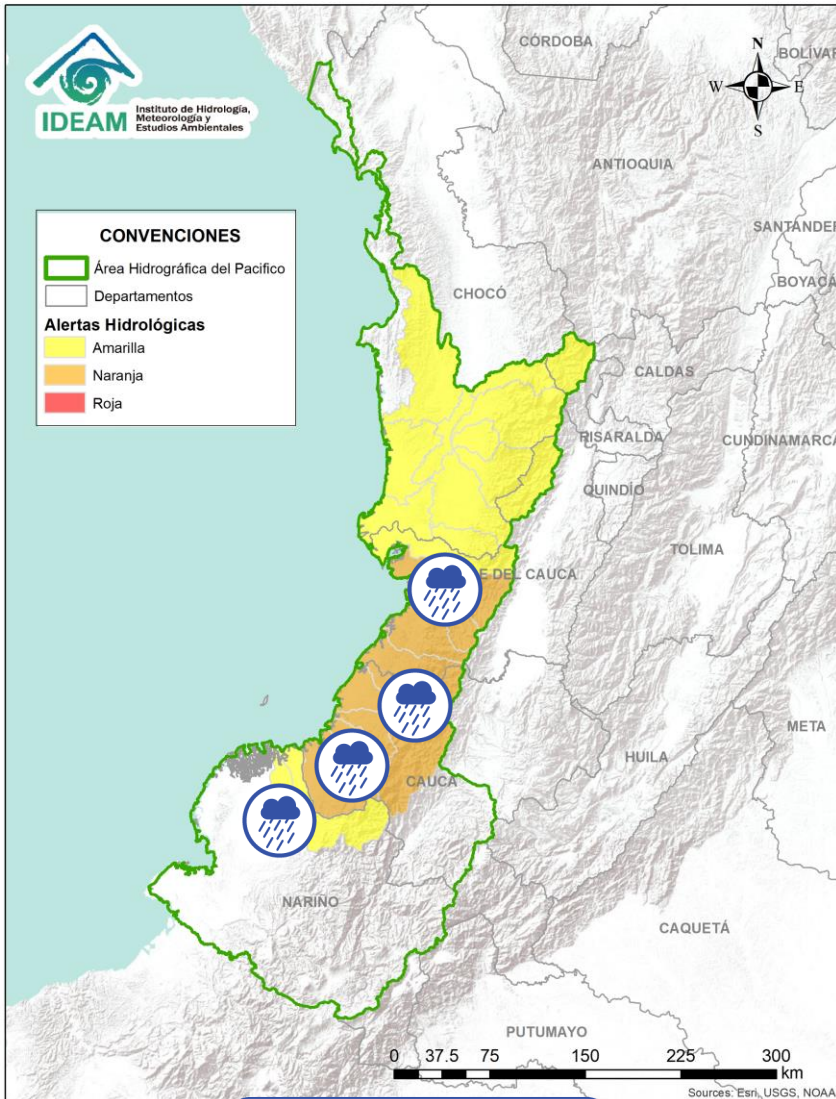 IDEAM
Instituto de Hidrología,
Meteorología y
Estudios Ambientales
CÓRDOBA
BOLÍVAR
N
W
E
S
ANTIOQUIA
SANTANDER
BOYACÁ
CONVENCIONES
Área Hidrográfica del Pacifico
Departamentos
Alertas Hidrológicas
Amarilla
Naranja
Roja
CHOCÓ
CALDAS
RISARALDA
CUNDINAMARCA
QUINDÍO
TOLIMA
E DEL CAUCA
META
HUILA
CAUCA
NARIÑO
CAQUETÁ
PUTUMAYO
0 37.5 75 150 225 300
km
Sources: Esri, USGS, NOAA